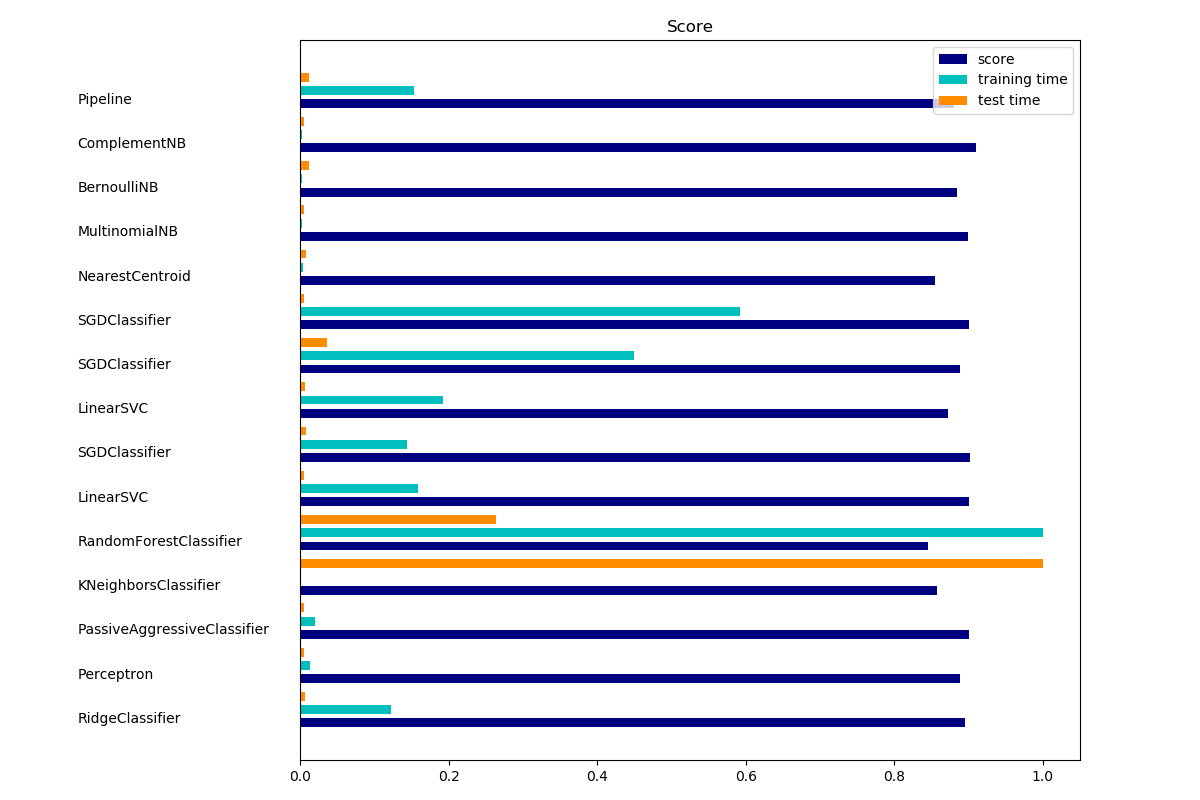 Score
score
training time
test time
Pipeline
ComplementNB
BernoulliNB
MultinomialNB
NearestCentroid
SGDClassifier
SGDClassifier
LinearSVC
SGDClassifier
LinearSVC
RandomForestClassifier
KNeighborsClassifier
PassiveAggressiveClassifier
Perceptron
RidgeClassifier
0.0 0.2 0.4 0.6 0.8 1.0